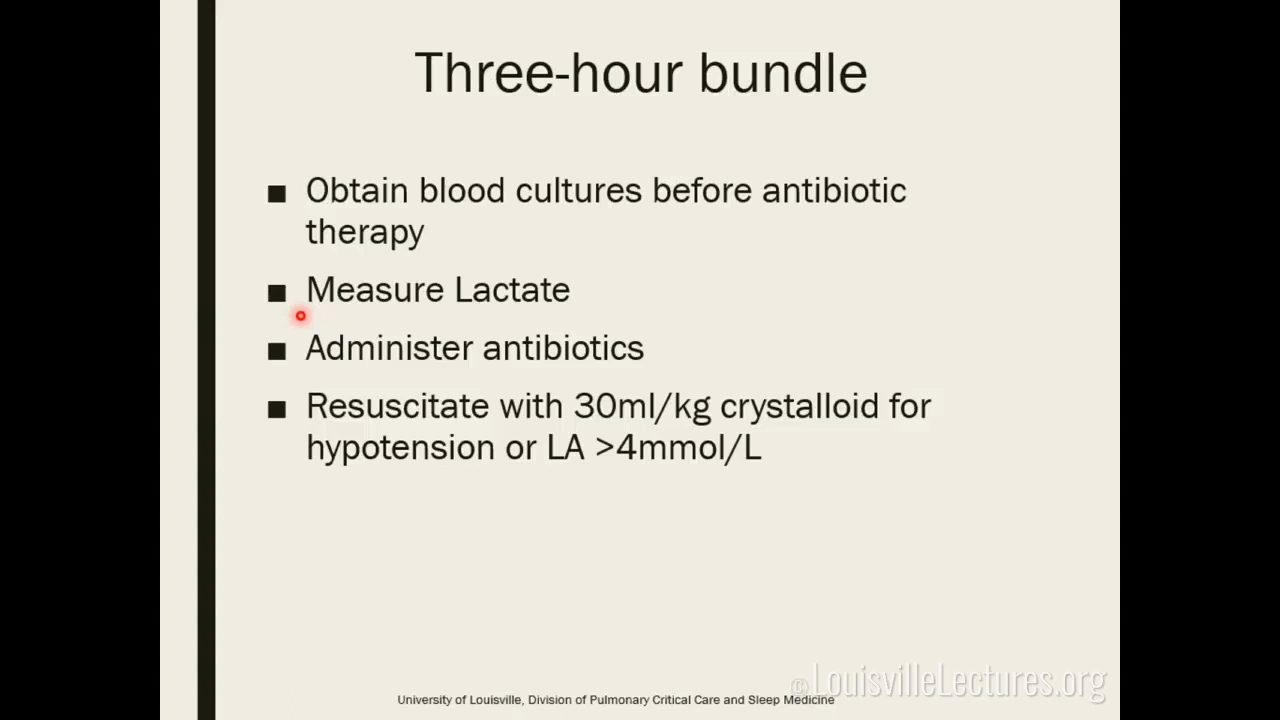 Three-hour bundle
■ Obtain blood cultures before antibiotic
therapy
■ Measure Lactate
■ Administer antibiotics
■ Resuscitate with 30ml/kg crystalloid for
hypotension or LA >4mmol/L
©LouisvilleLectures.org
University of Louisville, Division of Pulmonary Critical Care and Sleep Medicine